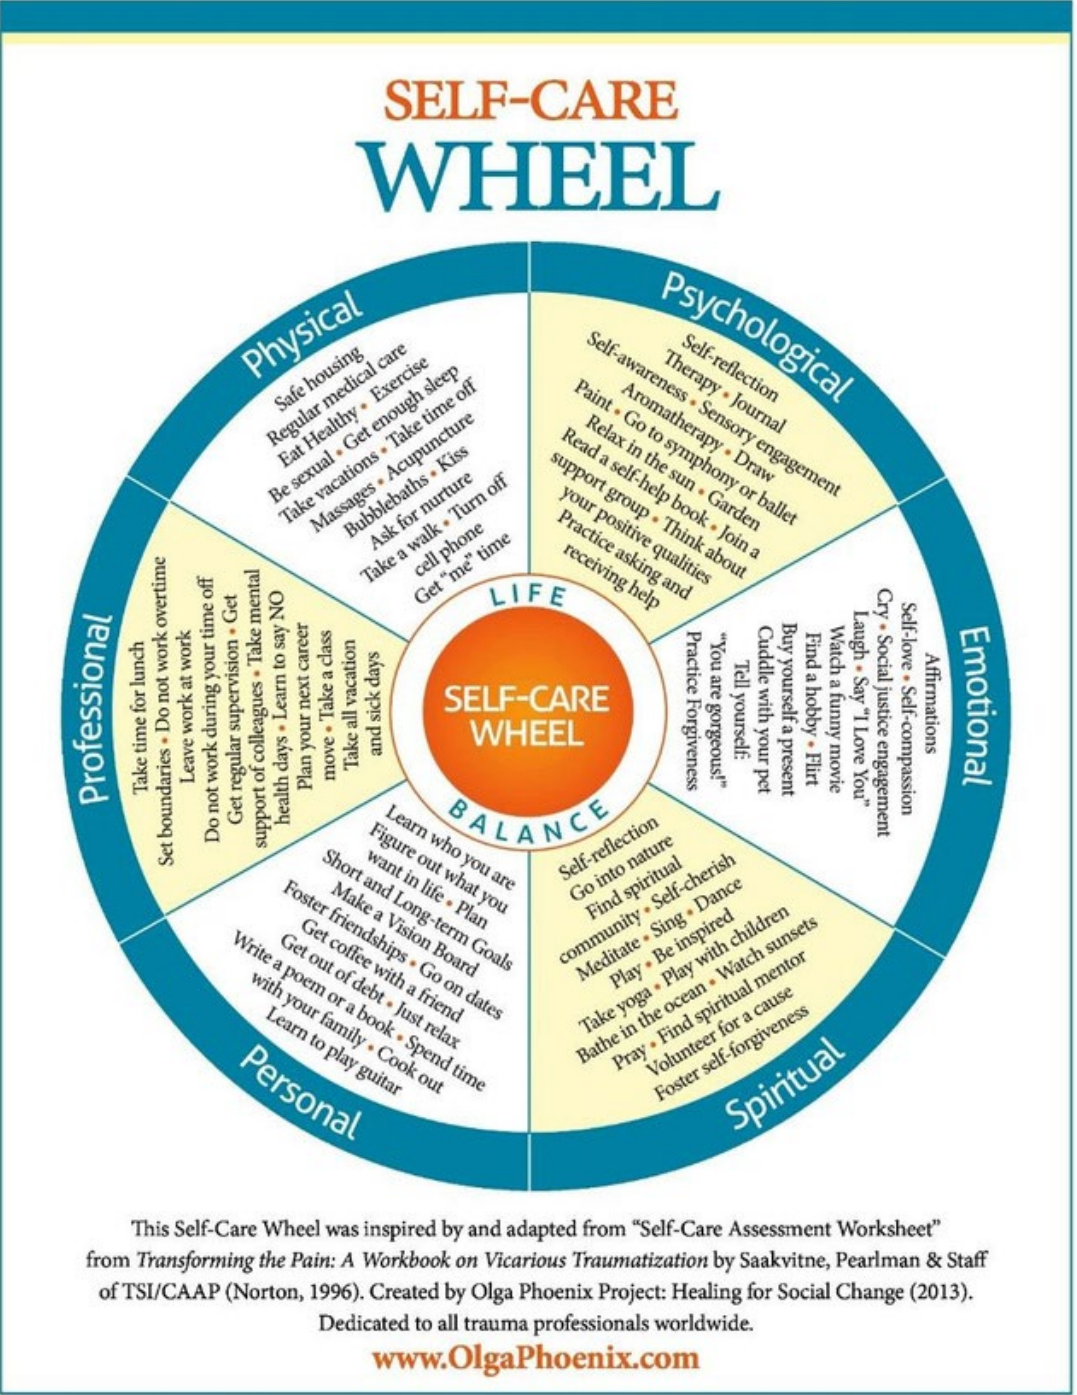 SELF-CARE
WHEEL
Physical
Safe housing
Regular medical care
Eat Healthy • Exercise
Be sexual • Get enough sleep
Take vacations • Take time off
Massages • Acupuncture
Bubblebaths • Kiss
Ask for nurture
Take a walk • Turn off
cell phone
Get "me" time
Psychological
Self-reflection
Therapy • Journal
Self-awareness • Sensory engagement
Aromatherapy • Draw
Paint • Go to symphony or ballet
Relax in the sun • Garden
Read a self-help book • Join a
support group • Think about
your positive qualities
Practice asking and
receiving help
Emotional
Affirmations
Self-love • Self-compassion
Cry • Social justice engagement
Laugh • Say "I Love You"
Watch a funny movie
Find a hobby • Flirt
Buy yourself a present
Cuddle with your pet
Tell yourself:
"You are gorgeous!"
Practice Forgiveness
Spiritual
Self-reflection
Go into nature
Find spiritual
community • Self-cherish
Meditate • Sing • Dance
Play • Be inspired
Take yoga • Play with children
Bathe in the ocean • Watch sunsets
Pray • Find spiritual mentor
Volunteer for a cause
Foster self-forgiveness
Personal
Learn who you are
Figure out what you
want in life • Plan
Short and Long-term Goals
Make a Vision Board
Foster friendships • Go on dates
Get coffee with a friend
Get out of debt • Just relax
Write a poem or a book • Spend time
with your family • Cook out
Learn to play guitar
Professional
Take time for lunch
Set boundaries • Do not work overtime
Leave work at work
Do not work during your time off
Get regular supervision • Get
support of colleagues • Take mental
health days • Learn to say NO
Plan your next career
move • Take a class
Take all vacation
and sick days
LIFE
SELF-CARE
WHEEL
BALANCE
This Self-Care Wheel was inspired by and adapted from "Self-Care Assessment Worksheet"
from Transforming the Pain: A Workbook on Vicarious Traumatization by Saakvitne, Pearlman & Staff
of TSI/CAAP (Norton, 1996). Created by Olga Phoenix Project: Healing for Social Change (2013).
Dedicated to all trauma professionals worldwide.
www.OlgaPhoenix.com